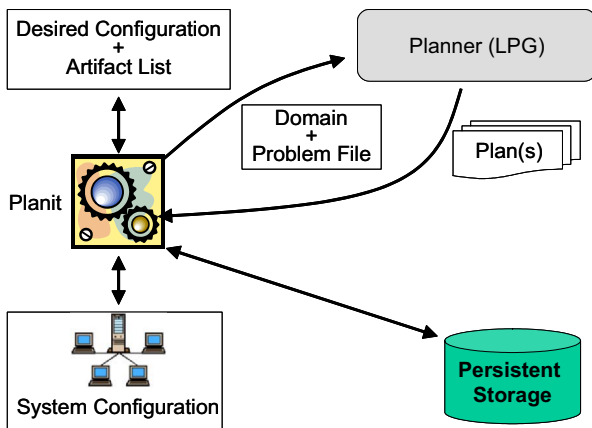 Desired Configuration
+
Artifact List
Planner (LPG)
Domain
+
Problem File
Plan(s)
Planit
System Configuration
Persistent
Storage